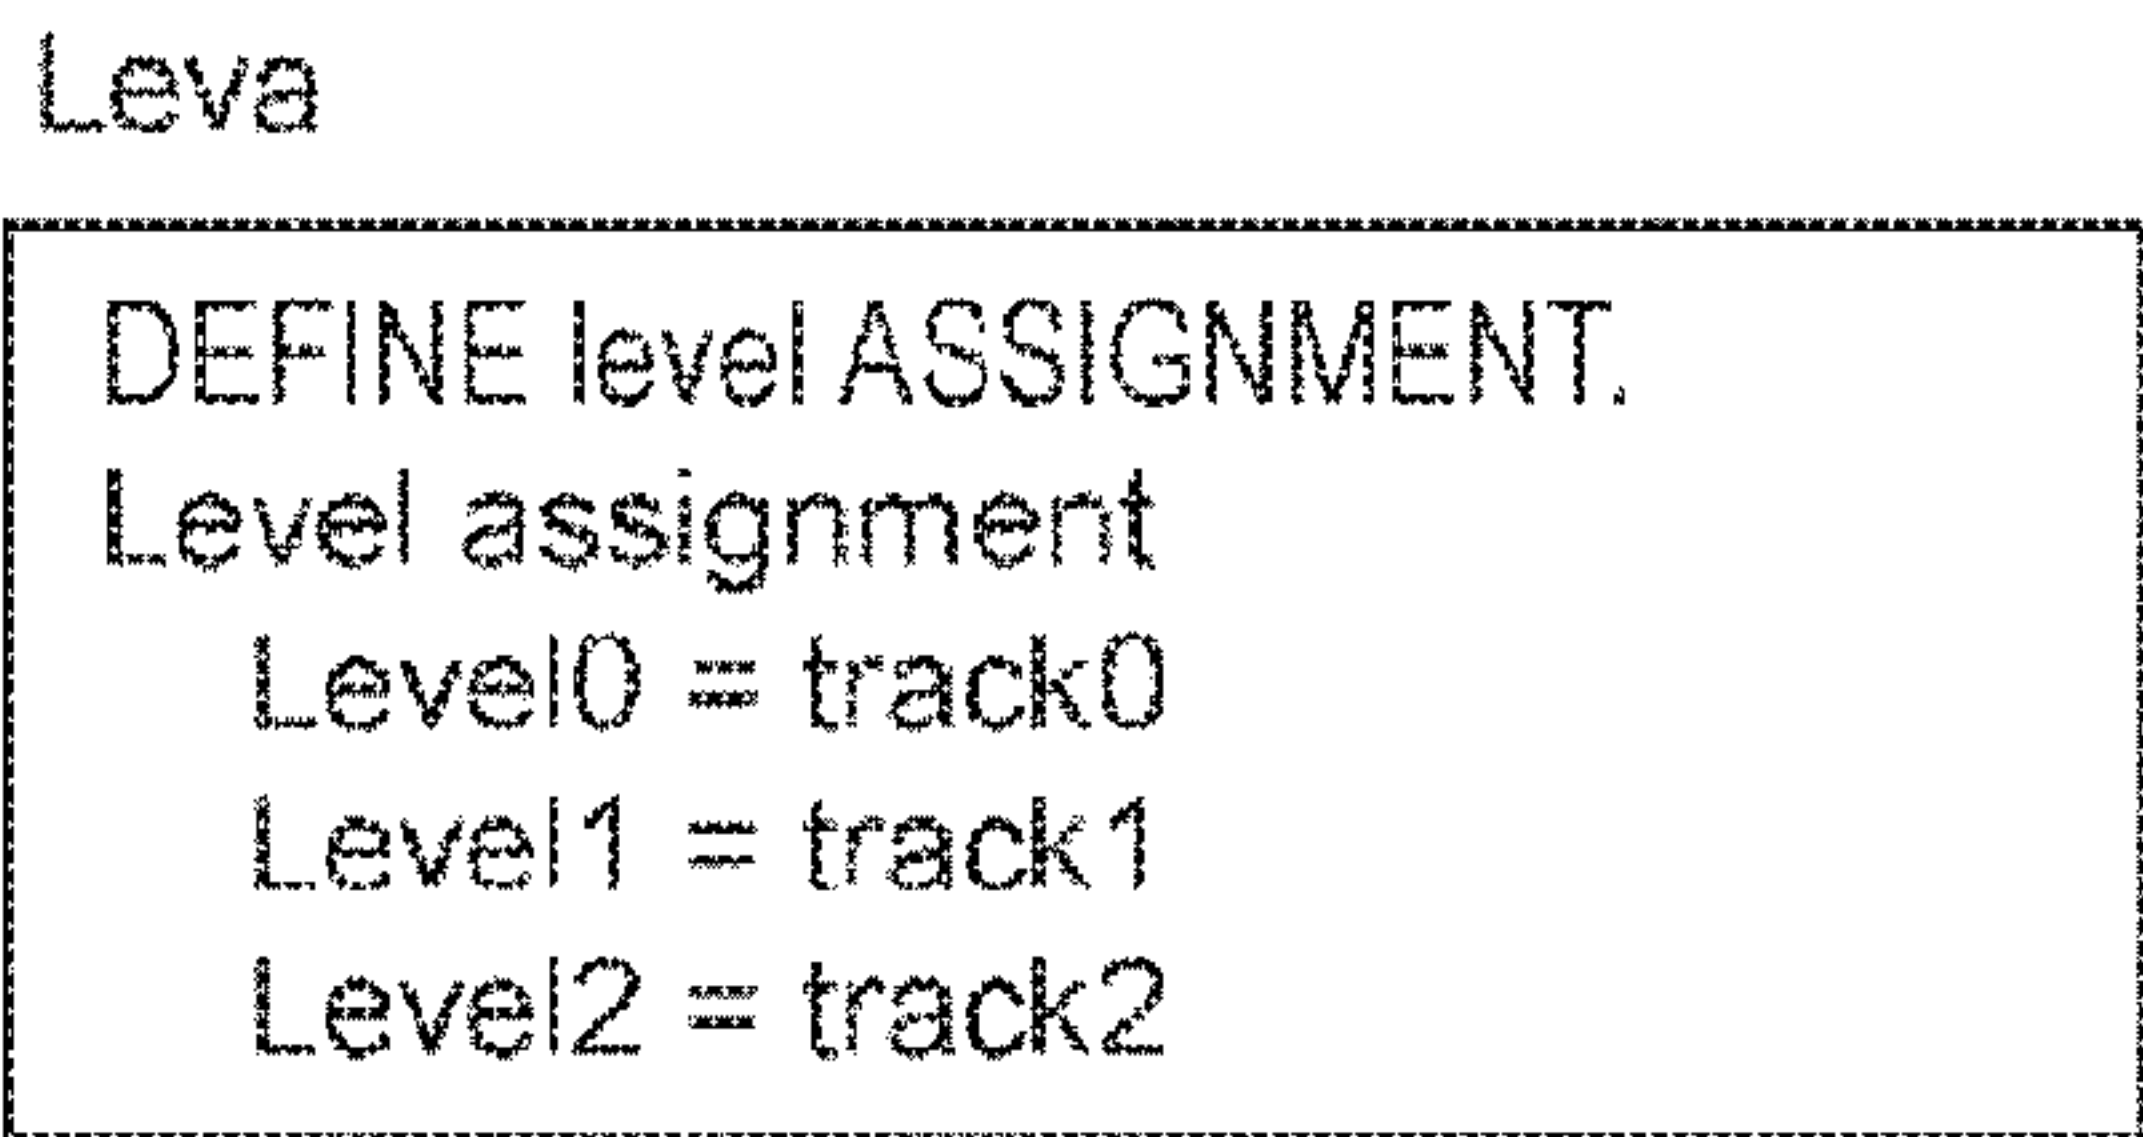 Leva
DEFINE level ASSIGNMENT.
Level assignment
Level0 = track0
Level1 = track1
Level2 = track2